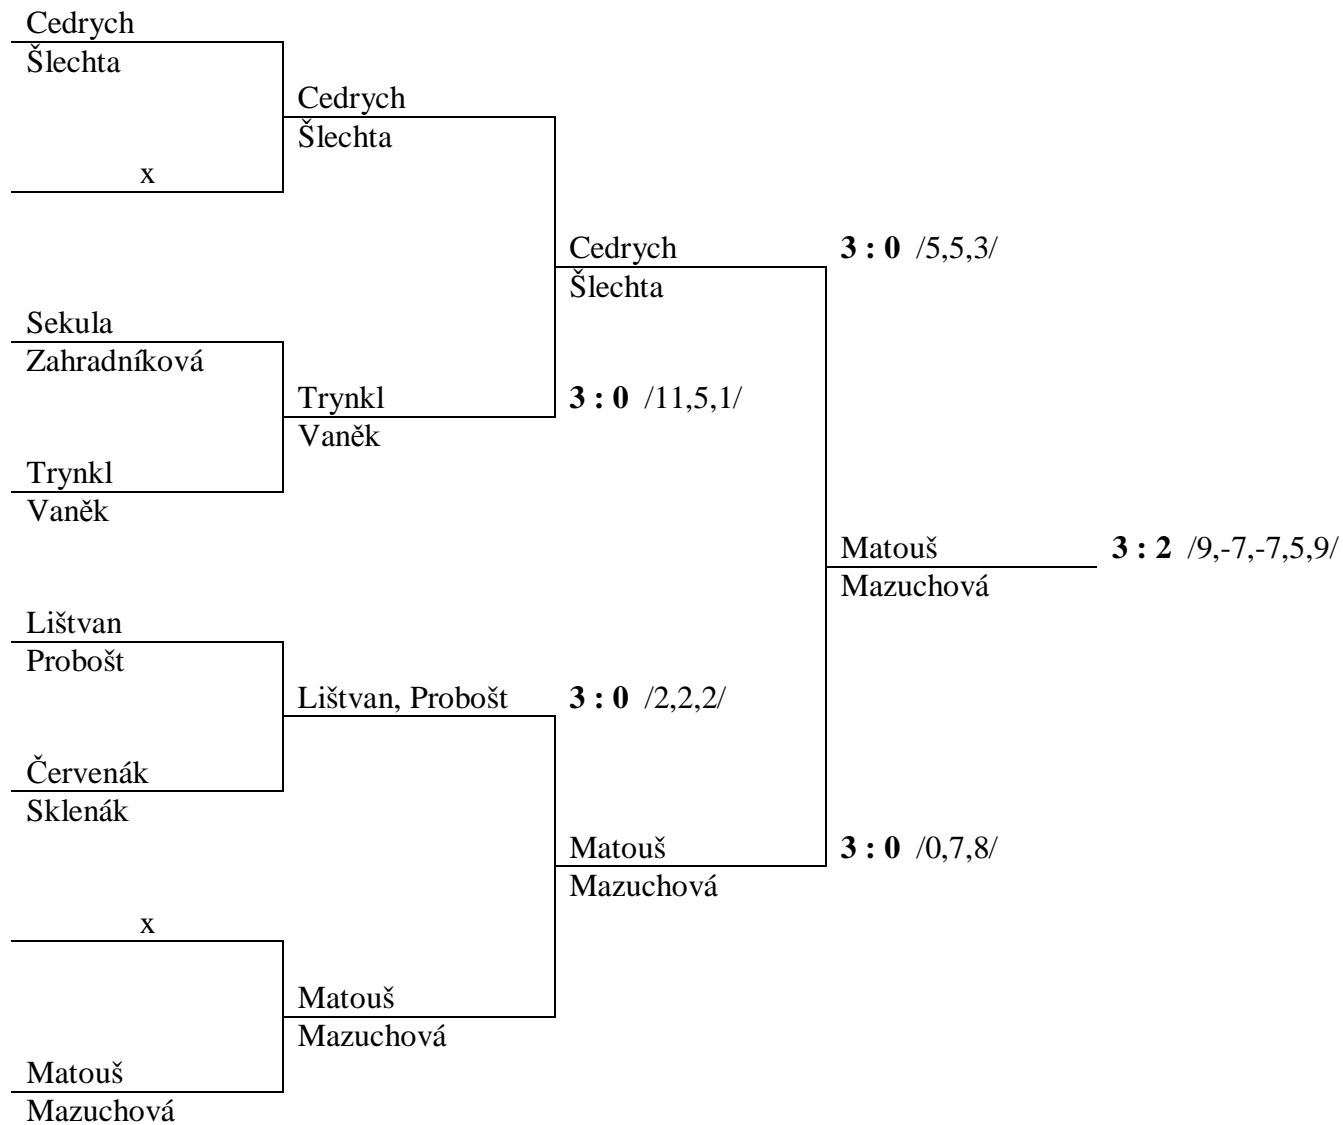 Cedrych
Šlechta
Cedrych
Šlechta
x
Cedrych 3 : 0 /5,5,3/
Šlechta
Sekula
Zahradníková
Trynkl 3 : 0 /11,5,1/
Vaněk
Trynkl
Vaněk
Matouš 3 : 2 /9,-7,-7,5,9/
Mazuchová
Lištvan
Probošt
Lištvan, Probošt 3 : 0 /2,2,2/
Červenák
Sklenák
Matouš 3 : 0 /0,7,8/
Mazuchová
x
Matouš
Mazuchová
Matouš
Mazuchová